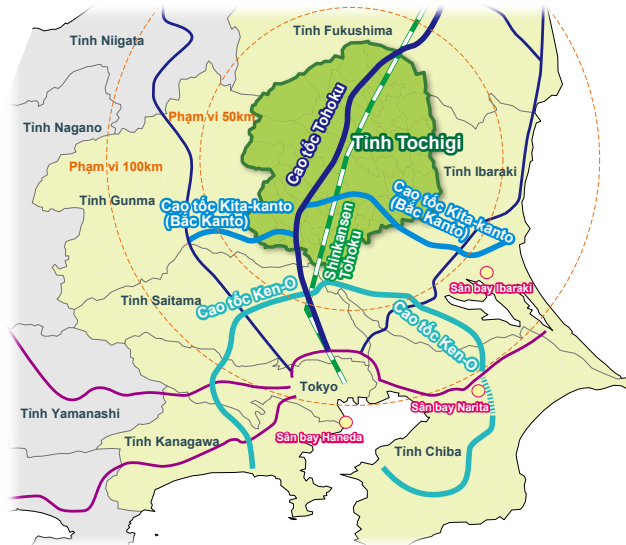 Tỉnh Niigata
Tỉnh Fukushima
Tỉnh Nagano
Phạm vi 50km
Cao tốc Tohoku
Tỉnh Tochigi
Phạm vi 100km
Tỉnh Ibaraki
Tỉnh Gunma
Cao tốc Kita-kanto
(Bắc Kanto)
Cao tốc Kita-kanto
(Bắc Kanto)
Shinkansen
Tohoku
Sân bay Ibaraki
Tỉnh Saitama
Cao tốc Ken-O
Cao tốc Ken-O
Tokyo
Sân bay Narita
Tỉnh Yamanashi
Sân bay Haneda
Tỉnh Kanagawa
Tỉnh Chiba